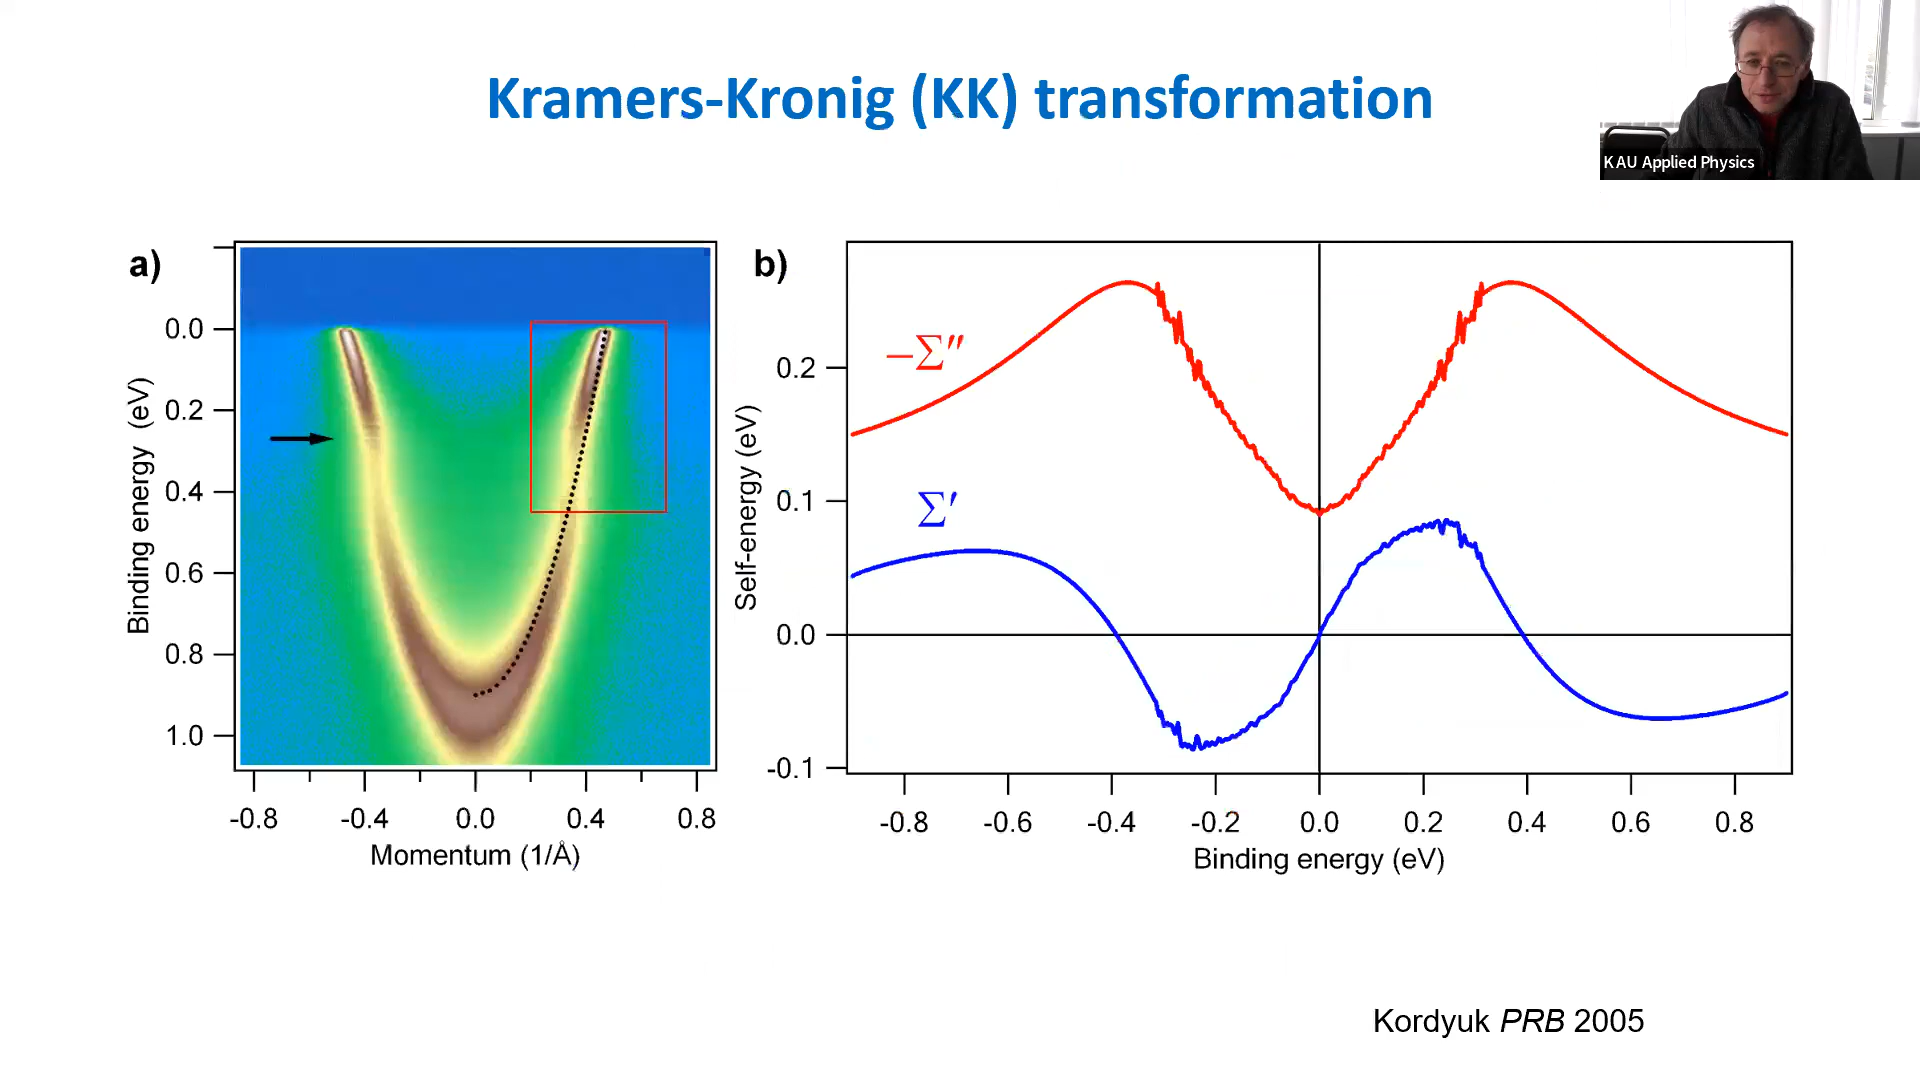 Kramers-Kronig (KK) transformation
KAU Applied Physics
a)
0.0
0.2
0.4
0.6
0.8
1.0
Binding energy (eV)
-0.8 -0.4 0.0 0.4 0.8
Momentum (1/Å)
b)
−Σ″
Σ′
0.2
0.1
0.0
-0.1
Self-energy (eV)
-0.8 -0.6 -0.4 -0.2 0.0 0.2 0.4 0.6 0.8
Binding energy (eV)
Kordyuk PRB 2005